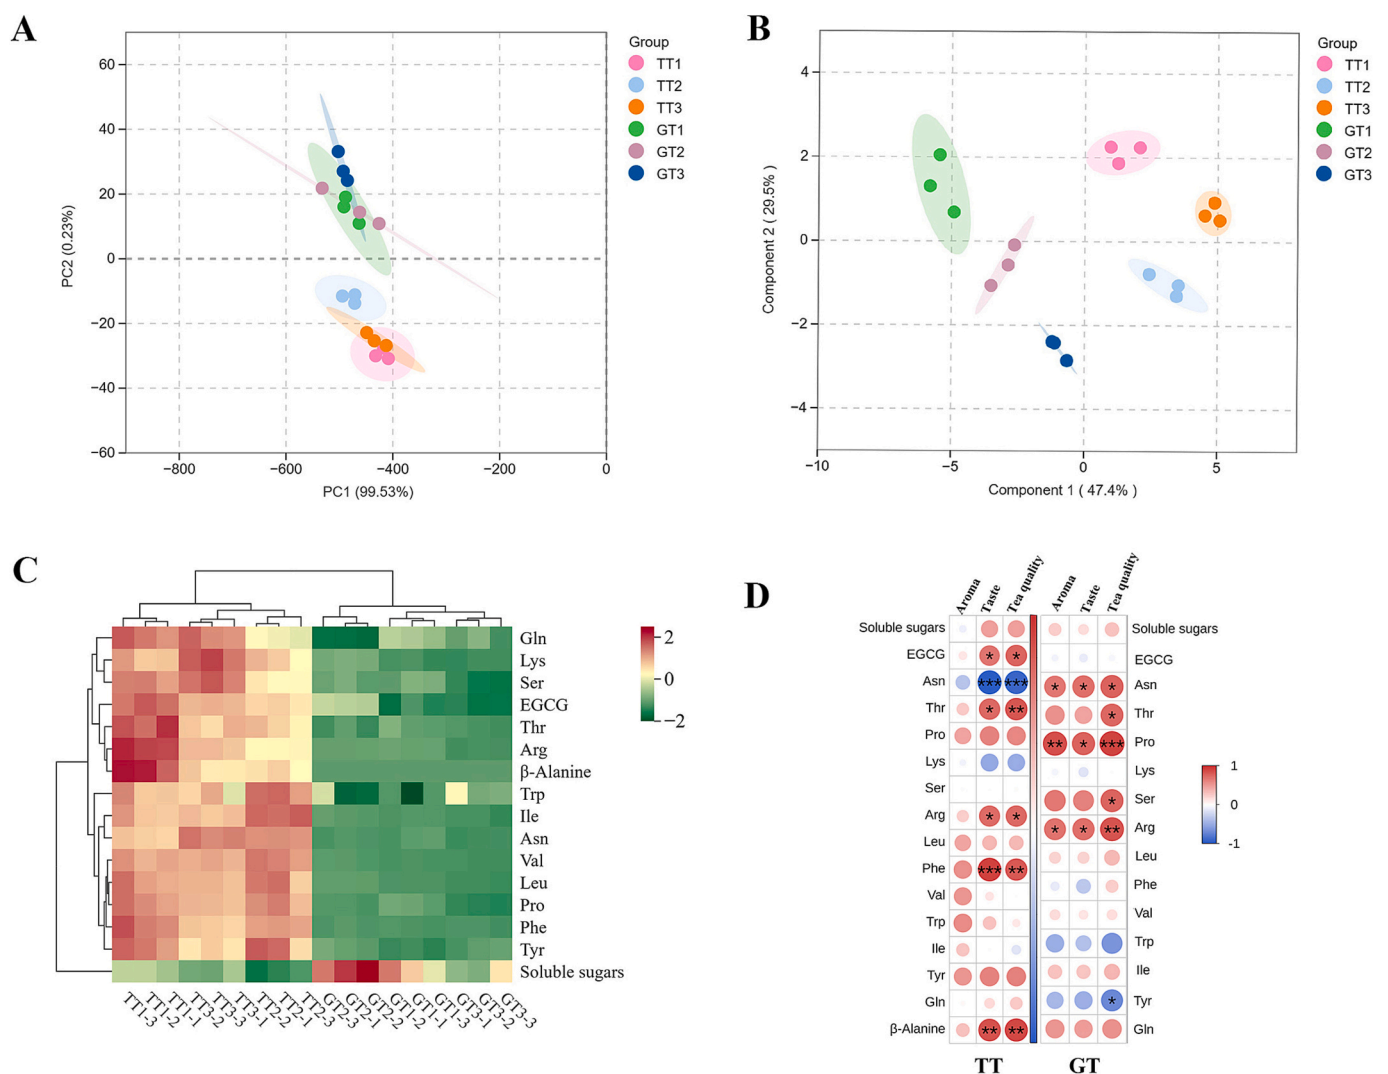 A
60
40
20
0
−20
−40
−60
−800
−600
−400
−200
0
PC2 (0.23%)
PC1 (99.53%)
Group
TT1
TT2
TT3
GT1
GT2
GT3
B
4
2
0
−2
−4
−10
−5
0
5
Component 2 ( 29.5% )
Component 1 ( 47.4% )
Group
TT1
TT2
TT3
GT1
GT2
GT3
C
Gln
Lys
Ser
EGCG
Thr
Arg
β-Alanine
Trp
Ile
Asn
Val
Leu
Pro
Phe
Tyr
Soluble sugars
2
1
0
−1
−2
TT1-3
TT1-2
TT1-1
TT3-2
TT3-3
TT3-1
TT2-2
TT2-1
TT2-3
GT2-3
GT2-1
GT2-2
GT1-2
GT1-1
GT1-3
GT3-1
GT3-2
GT3-3
D
Aroma
Taste
Tea quality
Aroma
Taste
Tea quality
Soluble sugars
EGCG * *
Asn *** ***
Thr * **
Pro
Lys
Ser
Arg * *
Leu
Phe *** **
Val
Trp
Ile
Tyr
Gln
β-Alanine ** **
TT
Soluble sugars
EGCG
* * * Asn
* Thr
** * *** Pro
Lys
* Ser
* * ** Arg
Leu
Phe
Val
Trp
Ile
* Tyr
Gln
GT
1
0
-1